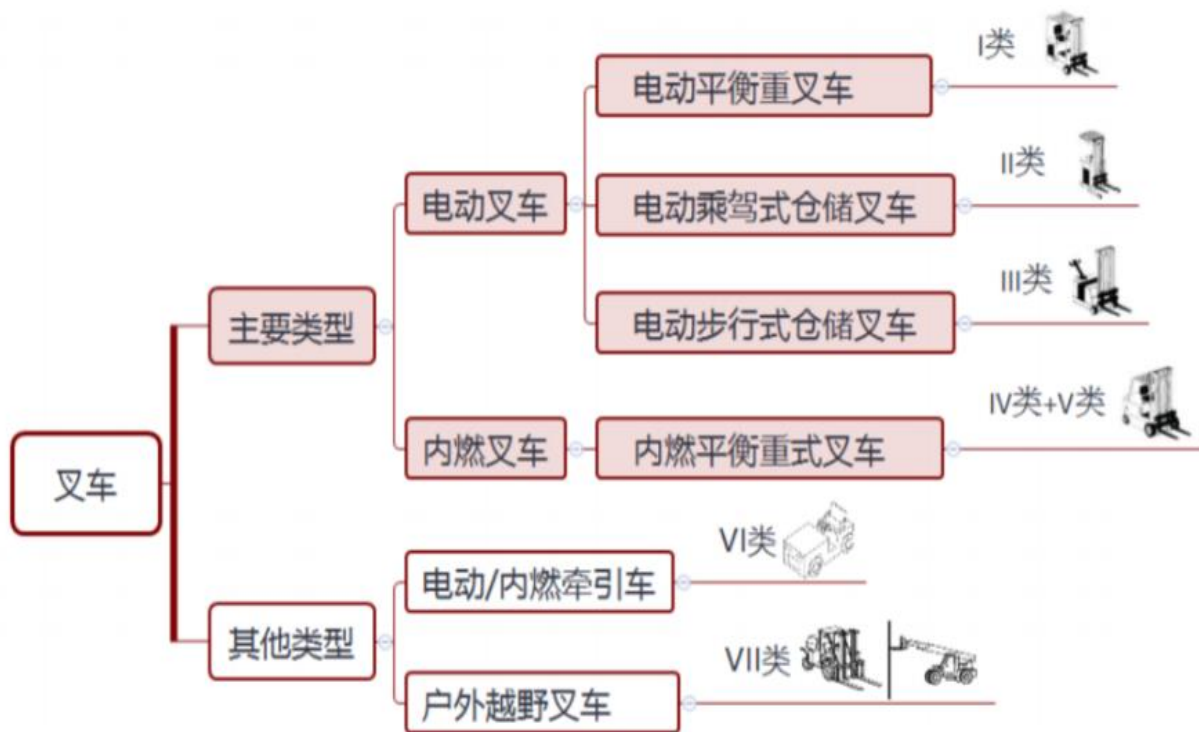 I类
电动平衡重叉车
II类
电动叉车
电动乘驾式仓储叉车
III类
主要类型
电动步行式仓储叉车
IV类+V类
内燃叉车
内燃平衡重式叉车
叉车
VI类
电动/内燃牵引车
其他类型
VII类
户外越野叉车